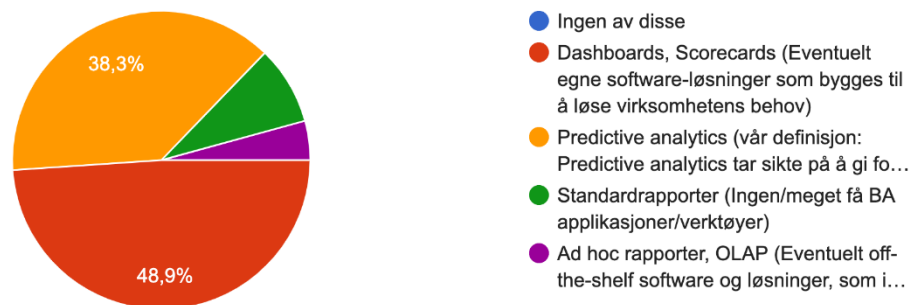 38,3%
48,9%
Ingen av disse
Dashboards, Scorecards (Eventuelt
egne software-løsninger som bygges til
å løse virksomhetens behov)
Predictive analytics (vår definisjon:
Predictive analytics tar sikte på å gi fo…
Standardrapporter (Ingen/meget få BA
applikasjoner/verktøyer)
Ad hoc rapporter, OLAP (Eventuelt off-
the-shelf software og løsninger, som i…